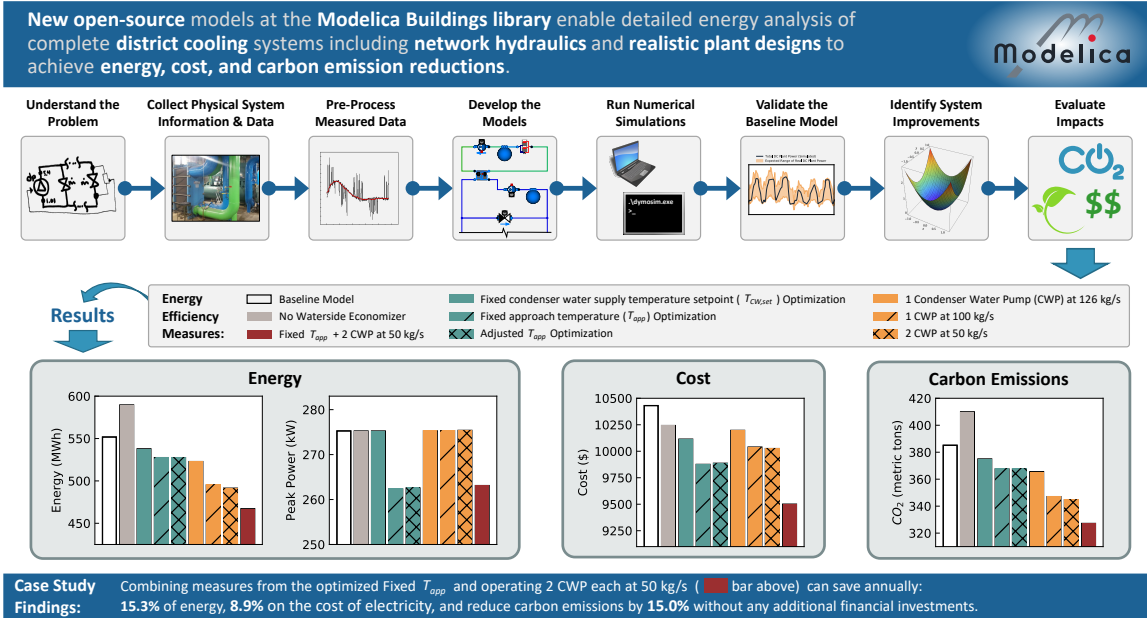 New open-source models at the Modelica Buildings library enable detailed energy analysis of
complete district cooling systems including network hydraulics and realistic plant designs to
achieve energy, cost, and carbon emission reductions.
Modelica
Understand the
Problem
Collect Physical System
Information & Data
Pre-Process
Measured Data
Develop the
Models
Run Numerical
Simulations
Validate the
Baseline Model
Identify System
Improvements
Evaluate
Impacts
.\dymosim.exe
>_
CO2
$$
Results
Energy
Efficiency
Measures:
Baseline Model
No Waterside Economizer
Fixed Tapp + 2 CWP at 50 kg/s
Fixed condenser water supply temperature setpoint ( TCW,set ) Optimization
Fixed approach temperature (Tapp) Optimization
Adjusted Tapp Optimization
1 Condenser Water Pump (CWP) at 126 kg/s
1 CWP at 100 kg/s
2 CWP at 50 kg/s
Energy
Energy (MWh)
600
550
500
450
Peak Power (kW)
280
270
260
250
Cost
Cost ($)
10500
10250
10000
9750
9500
9250
Carbon Emissions
CO2 (metric tons)
420
400
380
360
340
320
Case Study
Findings:
Combining measures from the optimized Fixed Tapp and operating 2 CWP each at 50 kg/s ( bar above) can save annually:
15.3% of energy, 8.9% on the cost of electricity, and reduce carbon emissions by 15.0% without any additional financial investments.